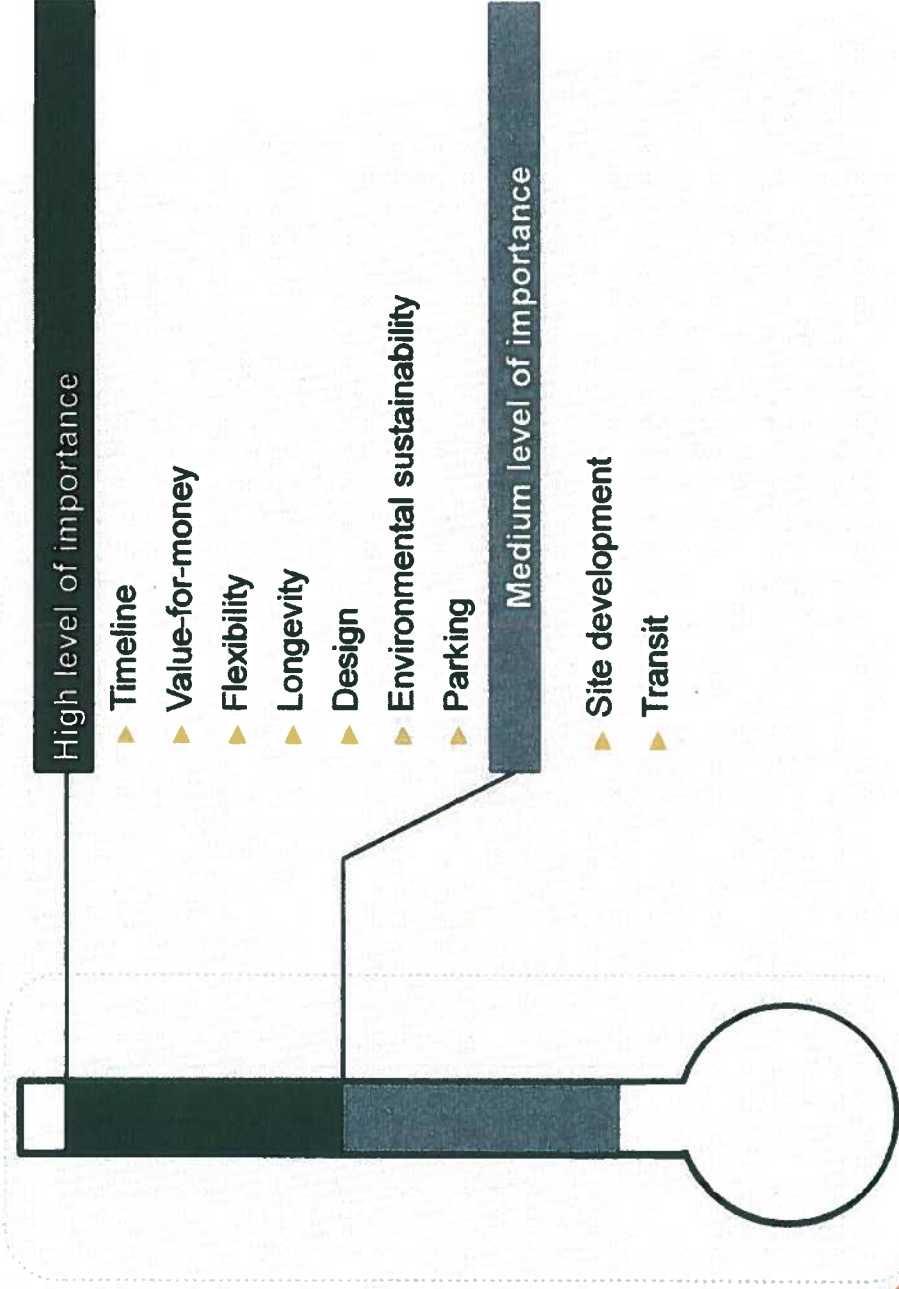 High level of importance
Timeline
Value-for-money
Flexibility
Longevity
Design
Environmental sustainability
Parking
Medium level of importance
Site development
Transit